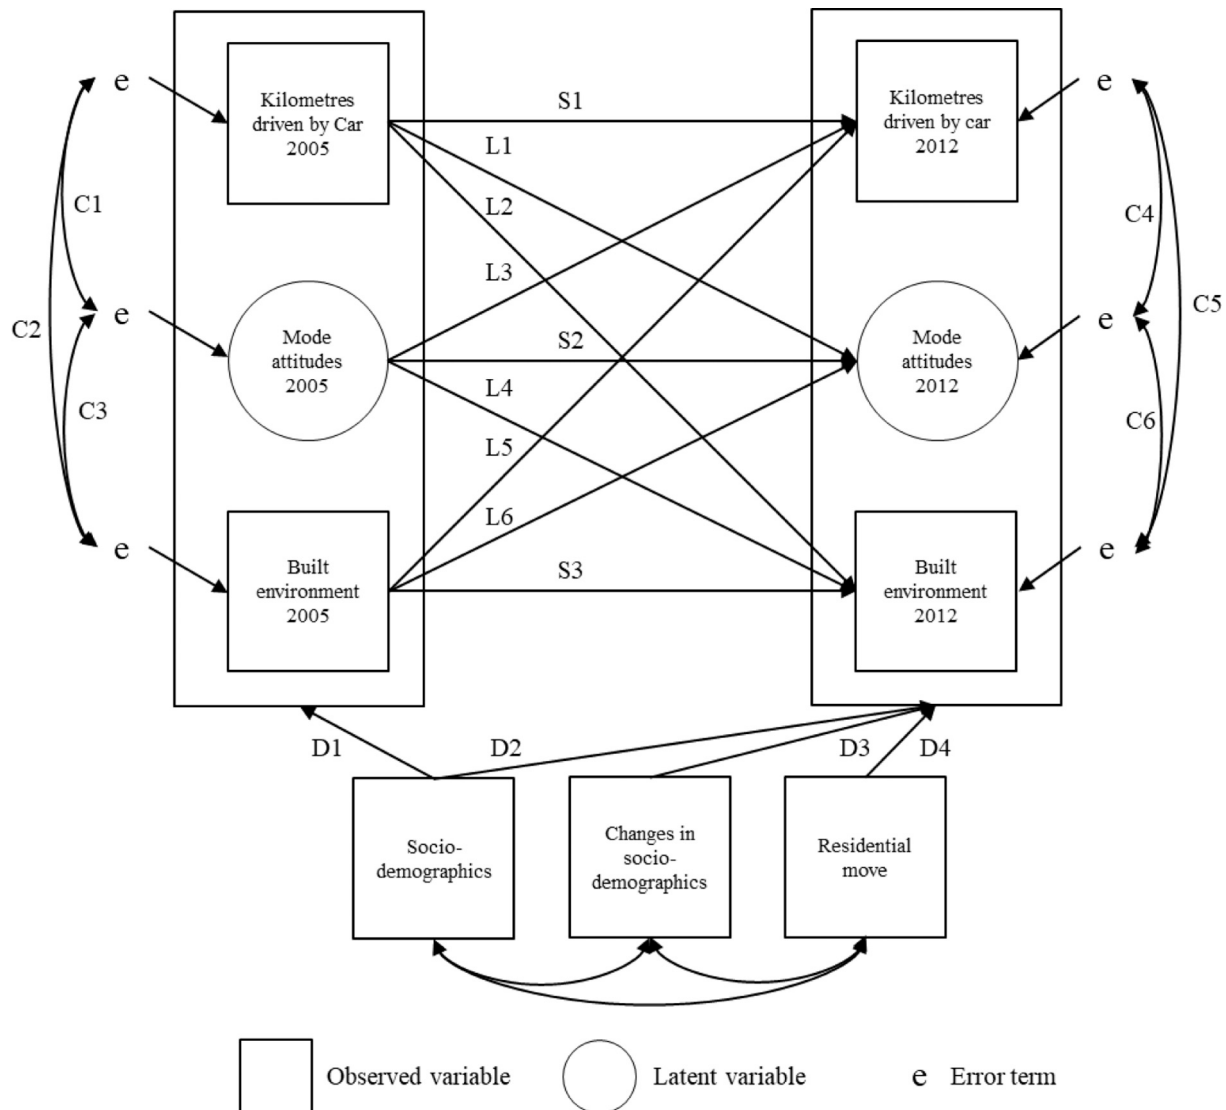 e
Kilometres
driven by Car
2005
S1
Kilometres
driven by car
2012
e
L1
C1
L2
C4
L3
e
C2
Mode
attitudes
2005
S2
Mode
attitudes
2012
e
C5
L4
C3
L5
C6
L6
e
Built
environment
2005
S3
Built
environment
2012
e
D1
D2
D3
D4
Socio-
demographics
Changes in
socio-
demographics
Residential
move
Observed variable
Latent variable
e Error term